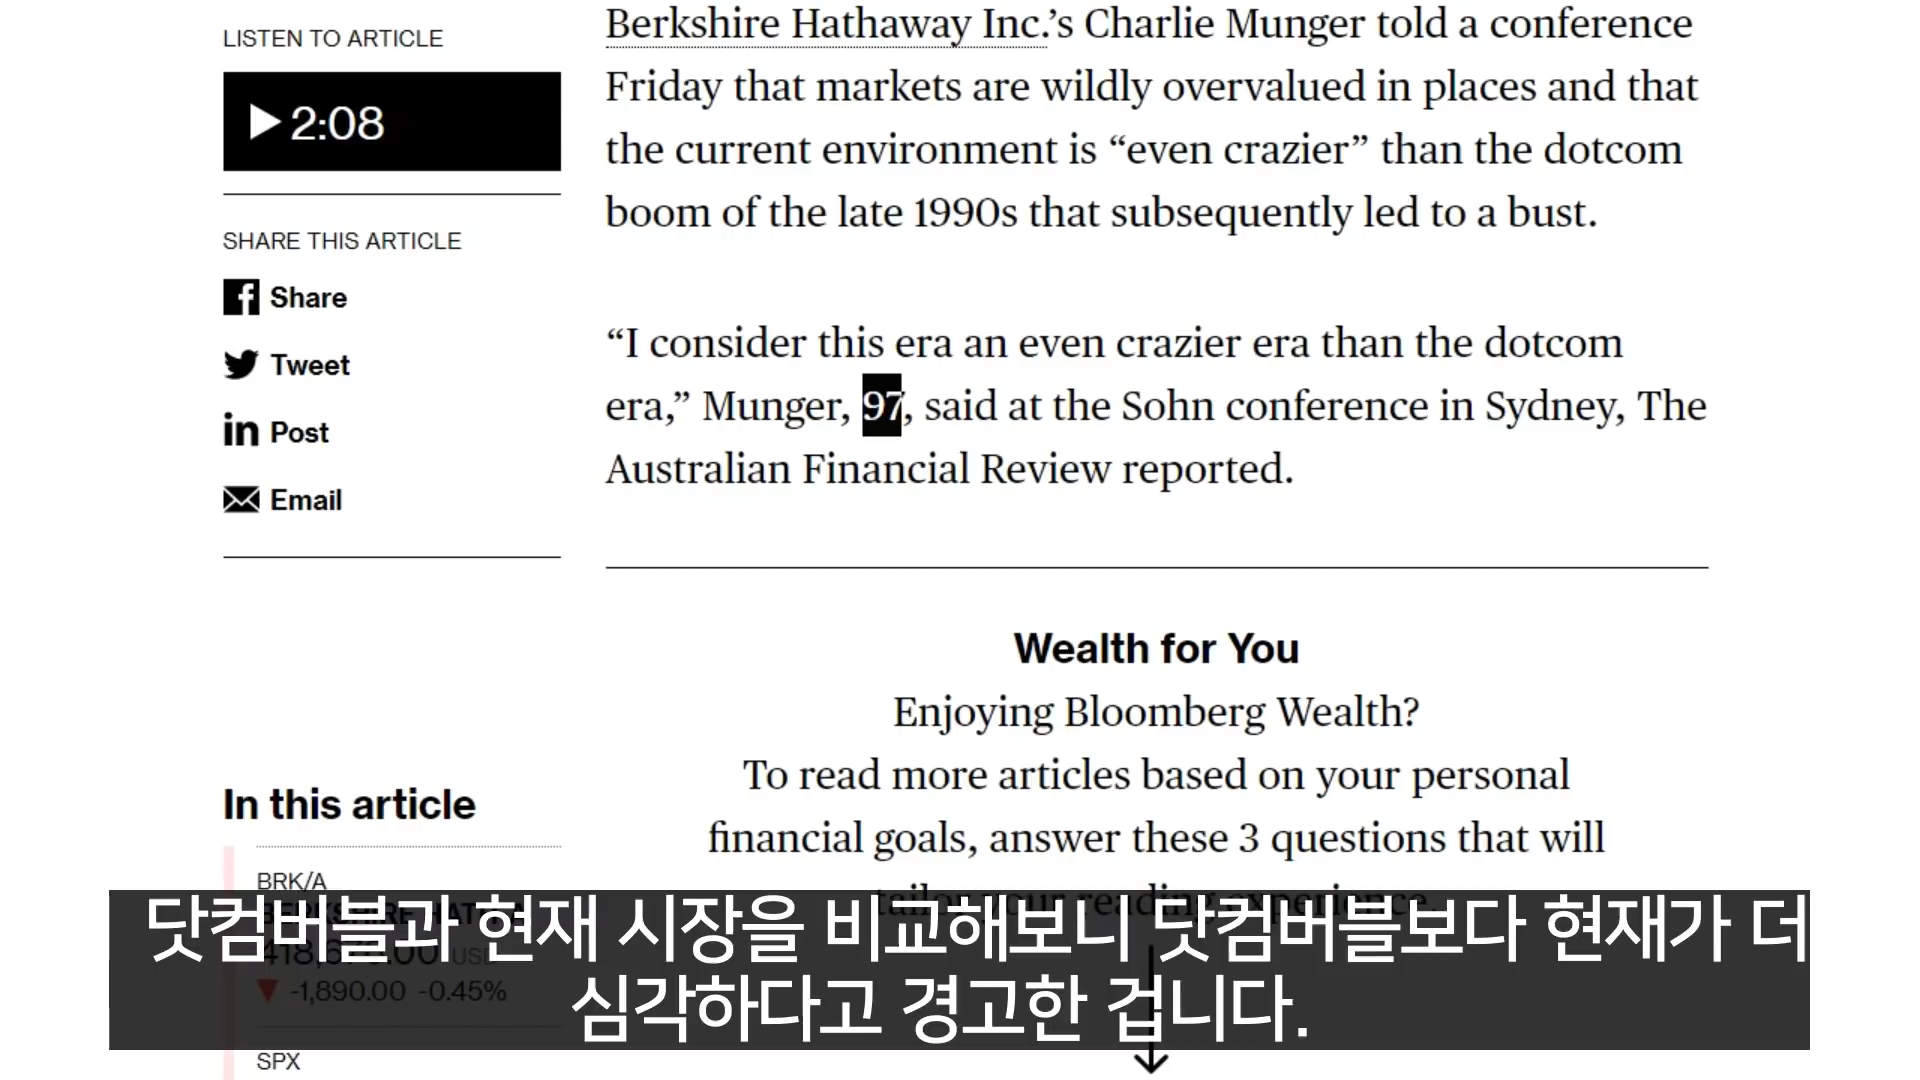 LISTEN TO ARTICLE
2:08
SHARE THIS ARTICLE
Share
Tweet
in Post
Email
Berkshire Hathaway Inc.’s Charlie Munger told a conference
Friday that markets are wildly overvalued in places and that
the current environment is “even crazier” than the dotcom
boom of the late 1990s that subsequently led to a bust.
“I consider this era an even crazier era than the dotcom
era,” Munger, 97, said at the Sohn conference in Sydney, The
Australian Financial Review reported.
Wealth for You
Enjoying Bloomberg Wealth?
To read more articles based on your personal
financial goals, answer these 3 questions that will
tailor your reading experience.
In this article
BRK/A
USD
-1,890.00 -0.45%
SPX
닷컴버블과 현재 시장을 비교해보니 닷컴버블보다 현재가 더
심각하다고 경고한 겁니다.